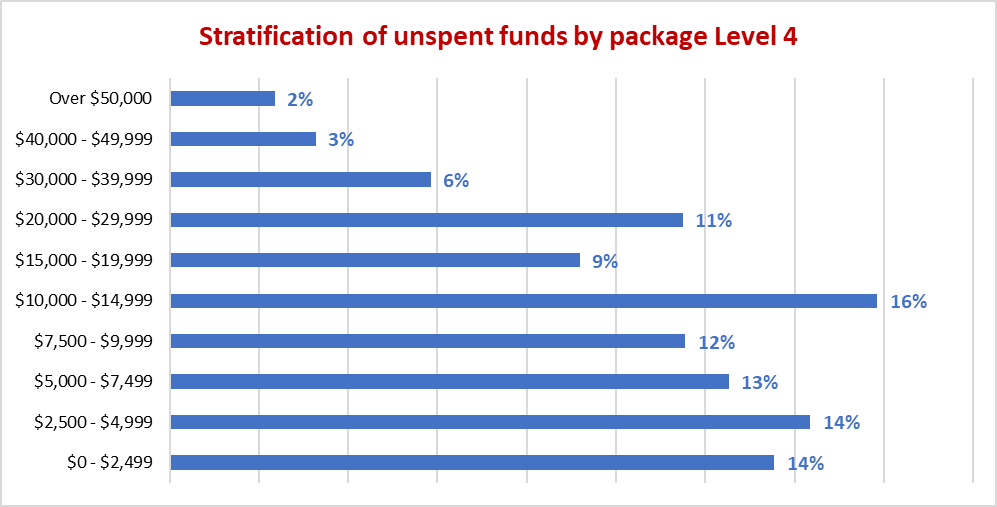 Stratification of unspent funds by package Level 4
Over $50,000 2%
$40,000 - $49,999 3%
$30,000 - $39,999 6%
$20,000 - $29,999 11%
$15,000 - $19,999 9%
$10,000 - $14,999 16%
$7,500 - $9,999 12%
$5,000 - $7,499 13%
$2,500 - $4,999 14%
$0 - $2,499 14%